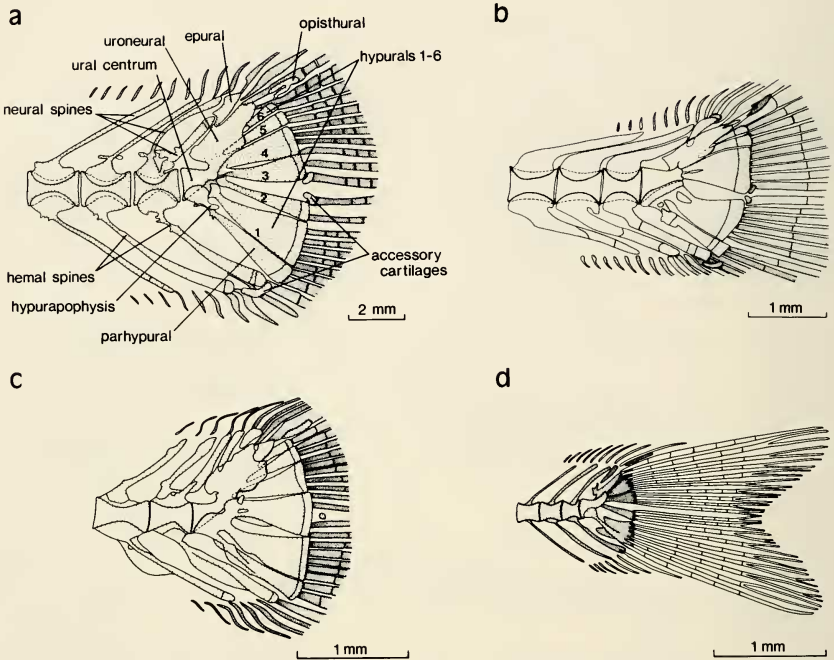 a
opisthural
epural
uroneural
hypurals 1-6
ural centrum
neural spines
6
5
4
3
2
1
accessory
cartilages
hemal spines
hypurapophysis
parhypural
2 mm
b
1 mm
c
1 mm
d
1 mm